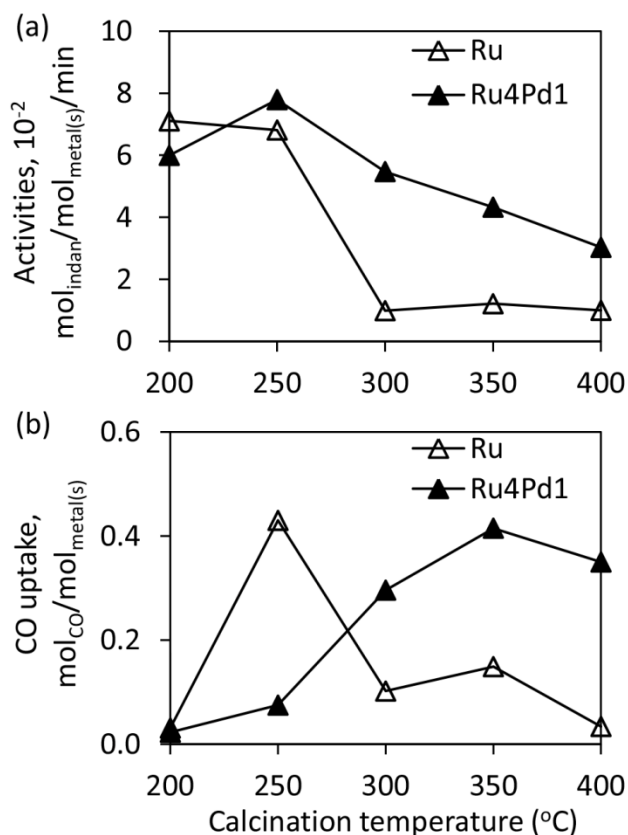 (a)
Activities, 10⁻²
mol_indan/mol_metal(s)/min
10
8
6
4
2
0
Ru
Ru4Pd1
200 250 300 350 400
(b)
CO uptake,
mol_CO/mol_metal(s)
0.6
0.4
0.2
0.0
Ru
Ru4Pd1
200 250 300 350 400
Calcination temperature (°C)